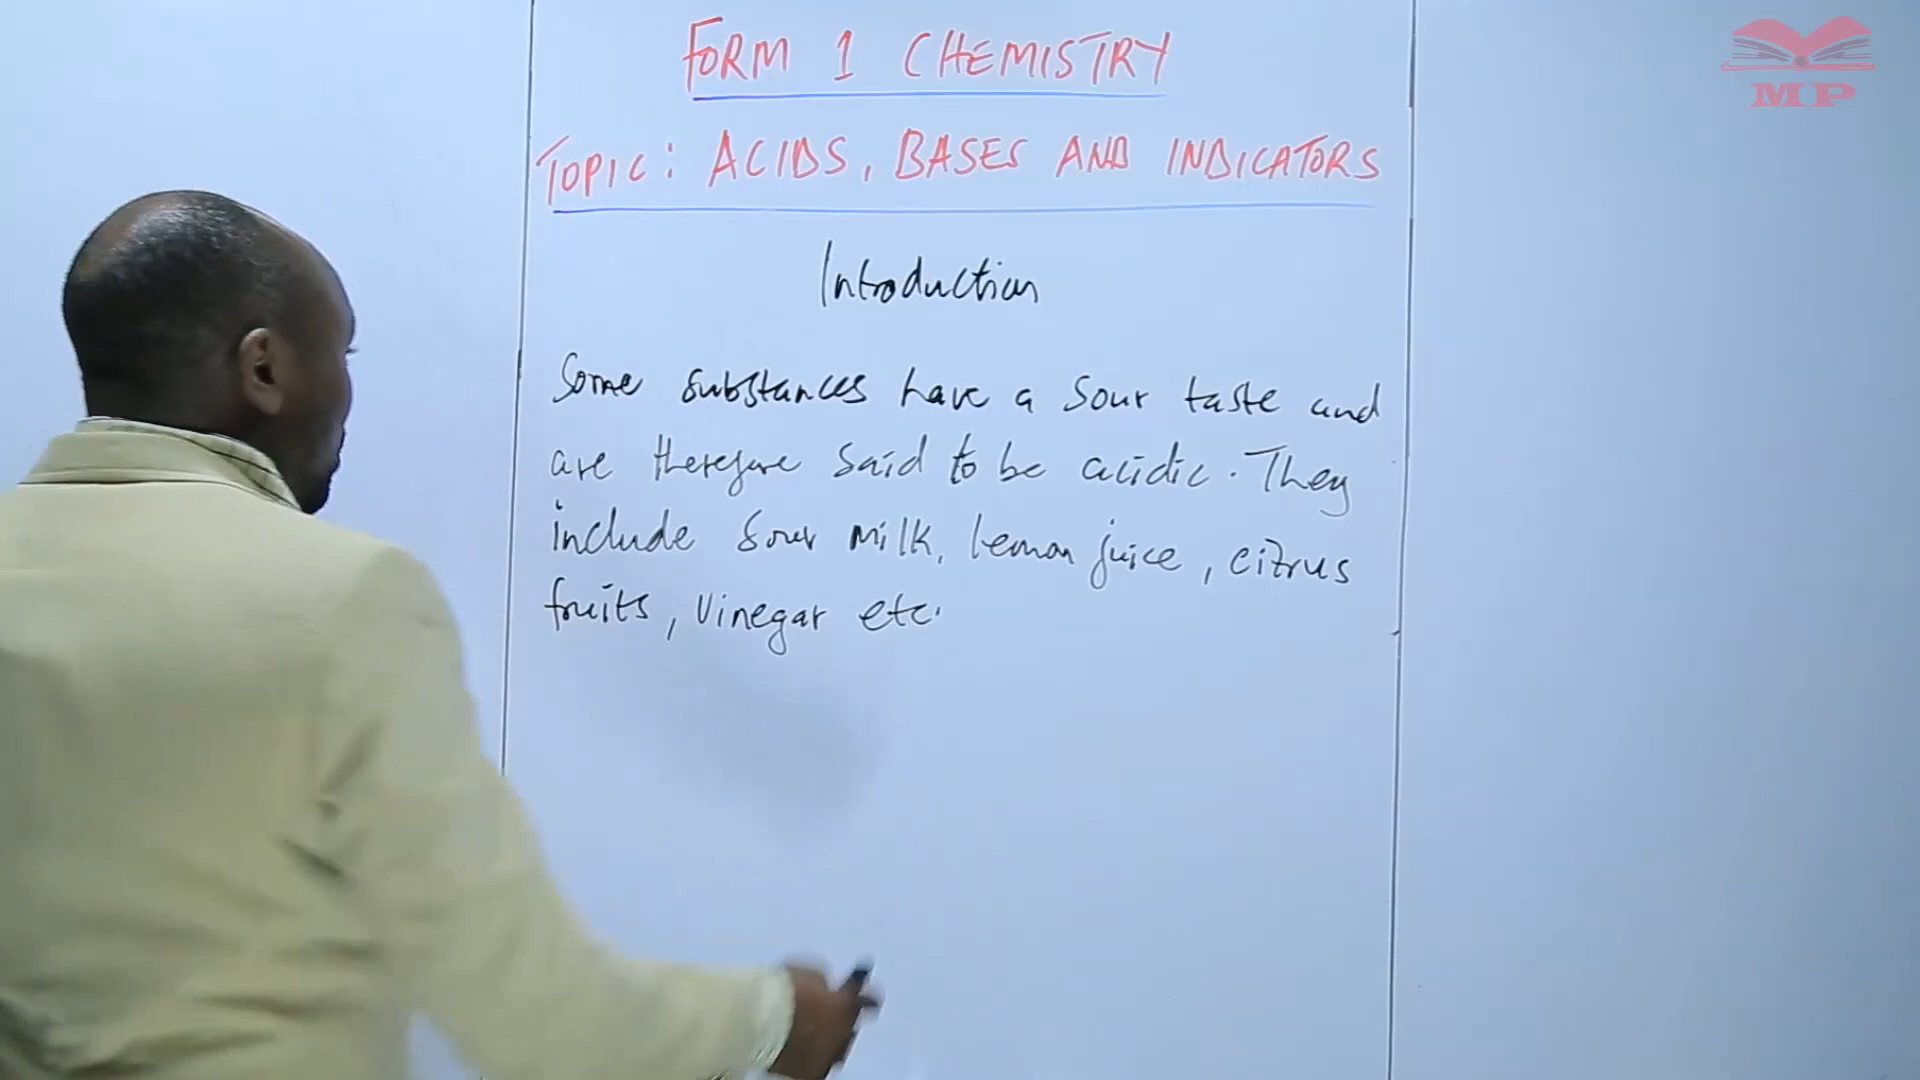 FORM 1 CHEMISTRY
TOPIC: ACIDS, BASES AND INDICATORS
Introduction
Some substances have a sour taste and
are therefore said to be acidic. They
include sour milk, lemon juice, citrus
fruits, vinegar etc.
MP